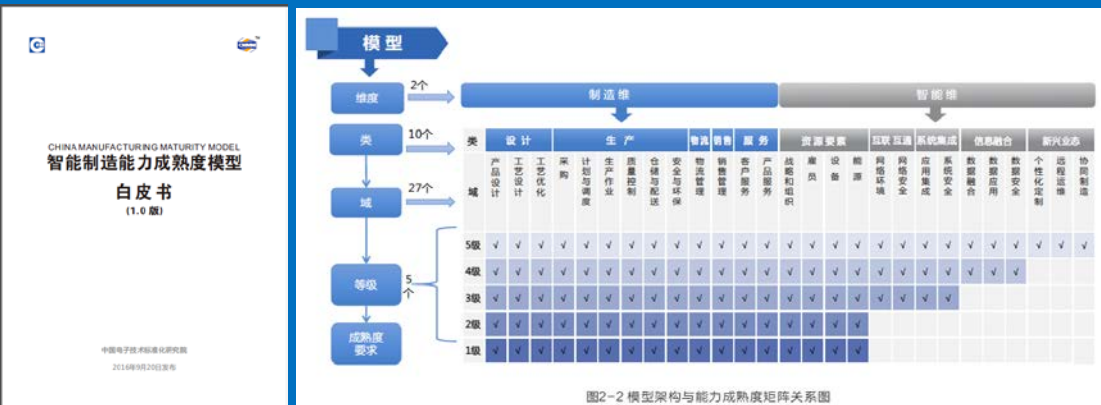 CHINA MANUFACTURING MATURITY MODEL
智能制造能力成熟度模型
白皮书
(1.0 版)
中国电子技术标准化研究院
2016年9月20日发布
模型
维度
2个
制造维
智能维
类
10个
类
设计
生产
物流
销售
服务
资源要素
互联互通
系统集成
信息融合
新兴业态
域
27个
域
产品设计
工艺设计
工艺优化
采购
计划与调度
生产作业
质量控制
仓储与配送
安全与环保
物流管理
销售管理
客户服务
产品服务
战略和组织
雇员
设备
能源
网络环境
网络安全
应用集成
系统安全
数据融合
数据应用
数据安全
个性化定制
远程运维
协同制造
等级
5个
5级 √ √ √ √ √ √ √ √ √ √ √ √ √ √ √ √ √ √ √ √ √ √ √ √ √ √ √
4级 √ √ √ √ √ √ √ √ √ √ √ √ √ √ √ √ √ √ √ √ √ √ √ √
3级 √ √ √ √ √ √ √ √ √ √ √ √ √ √ √ √ √ √ √ √ √
2级 √ √ √ √ √ √ √ √ √ √ √ √ √ √ √ √ √
1级 √ √ √ √ √ √ √ √ √ √ √ √ √ √ √ √ √
成熟度
要求
图2-2 模型架构与能力成熟度矩阵关系图